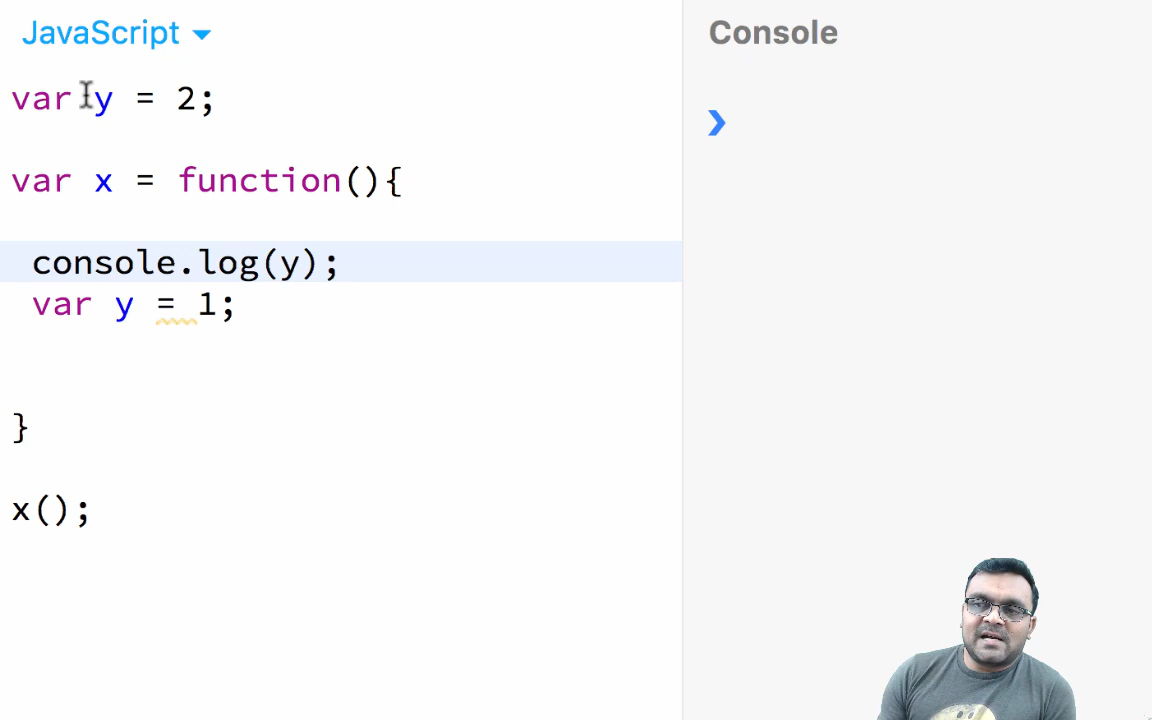 JavaScript
Console
var y = 2;
var x = function(){
console.log(y);
var y = 1;
}
x();